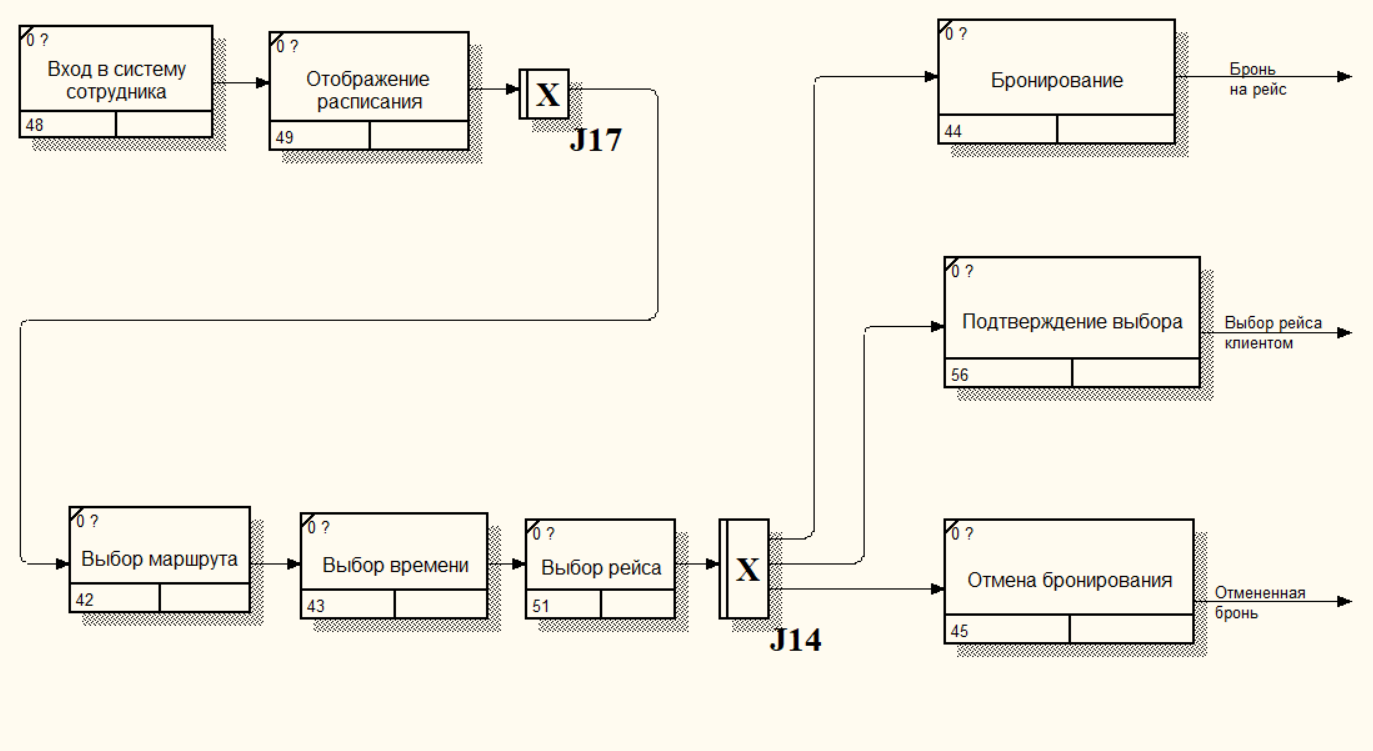 0 ?
Вход в систему
сотрудника
48
0 ?
Отображение
расписания
49
X
J17
0 ?
Бронирование
44
Бронь
на рейс
0 ?
Подтверждение выбора
56
Выбор рейса
клиентом
0 ?
Выбор маршрута
42
0 ?
Выбор времени
43
0 ?
Выбор рейса
51
X
J14
0 ?
Отмена бронирования
45
Отмененная
бронь